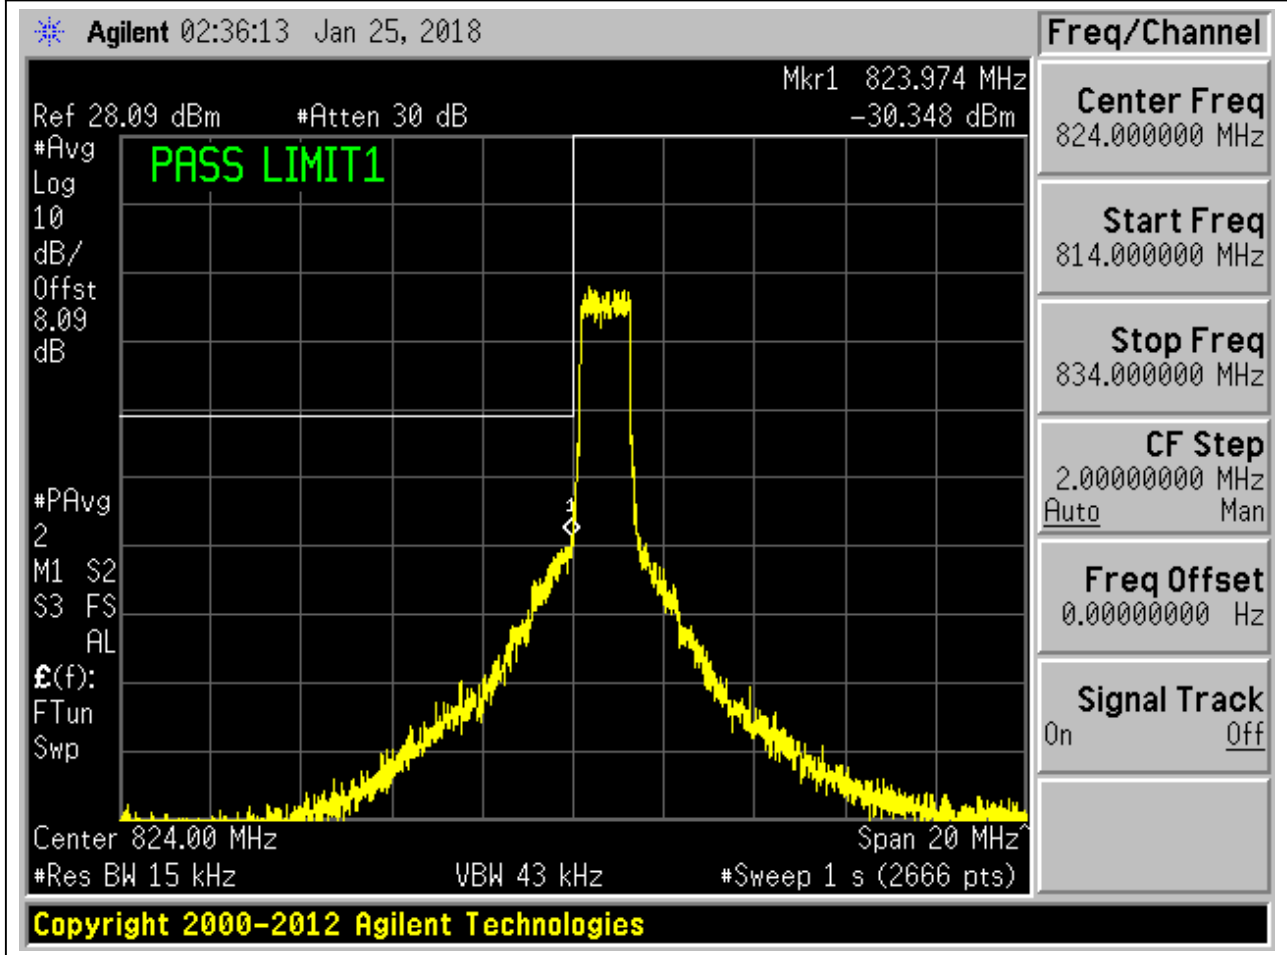 Agilent 02:36:13 Jan 25, 2018
Freq/Channel
Mkr1 823.974 MHz
Ref 28.09 dBm #Atten 30 dB -30.348 dBm
#Avg
Log
10
dB/
Offst
8.09
dB
PASS LIMIT1
1
#PAvg
2
M1 S2
S3 FS
AL
£(f):
FTun
Swp
Center 824.00 MHz Span 20 MHz^
#Res BW 15 kHz VBW 43 kHz #Sweep 1 s (2666 pts)
Copyright 2000-2012 Agilent Technologies
Center Freq
824.000000 MHz
Start Freq
814.000000 MHz
Stop Freq
834.000000 MHz
CF Step
2.00000000 MHz
Auto Man
Freq Offset
0.00000000 Hz
Signal Track
On Off